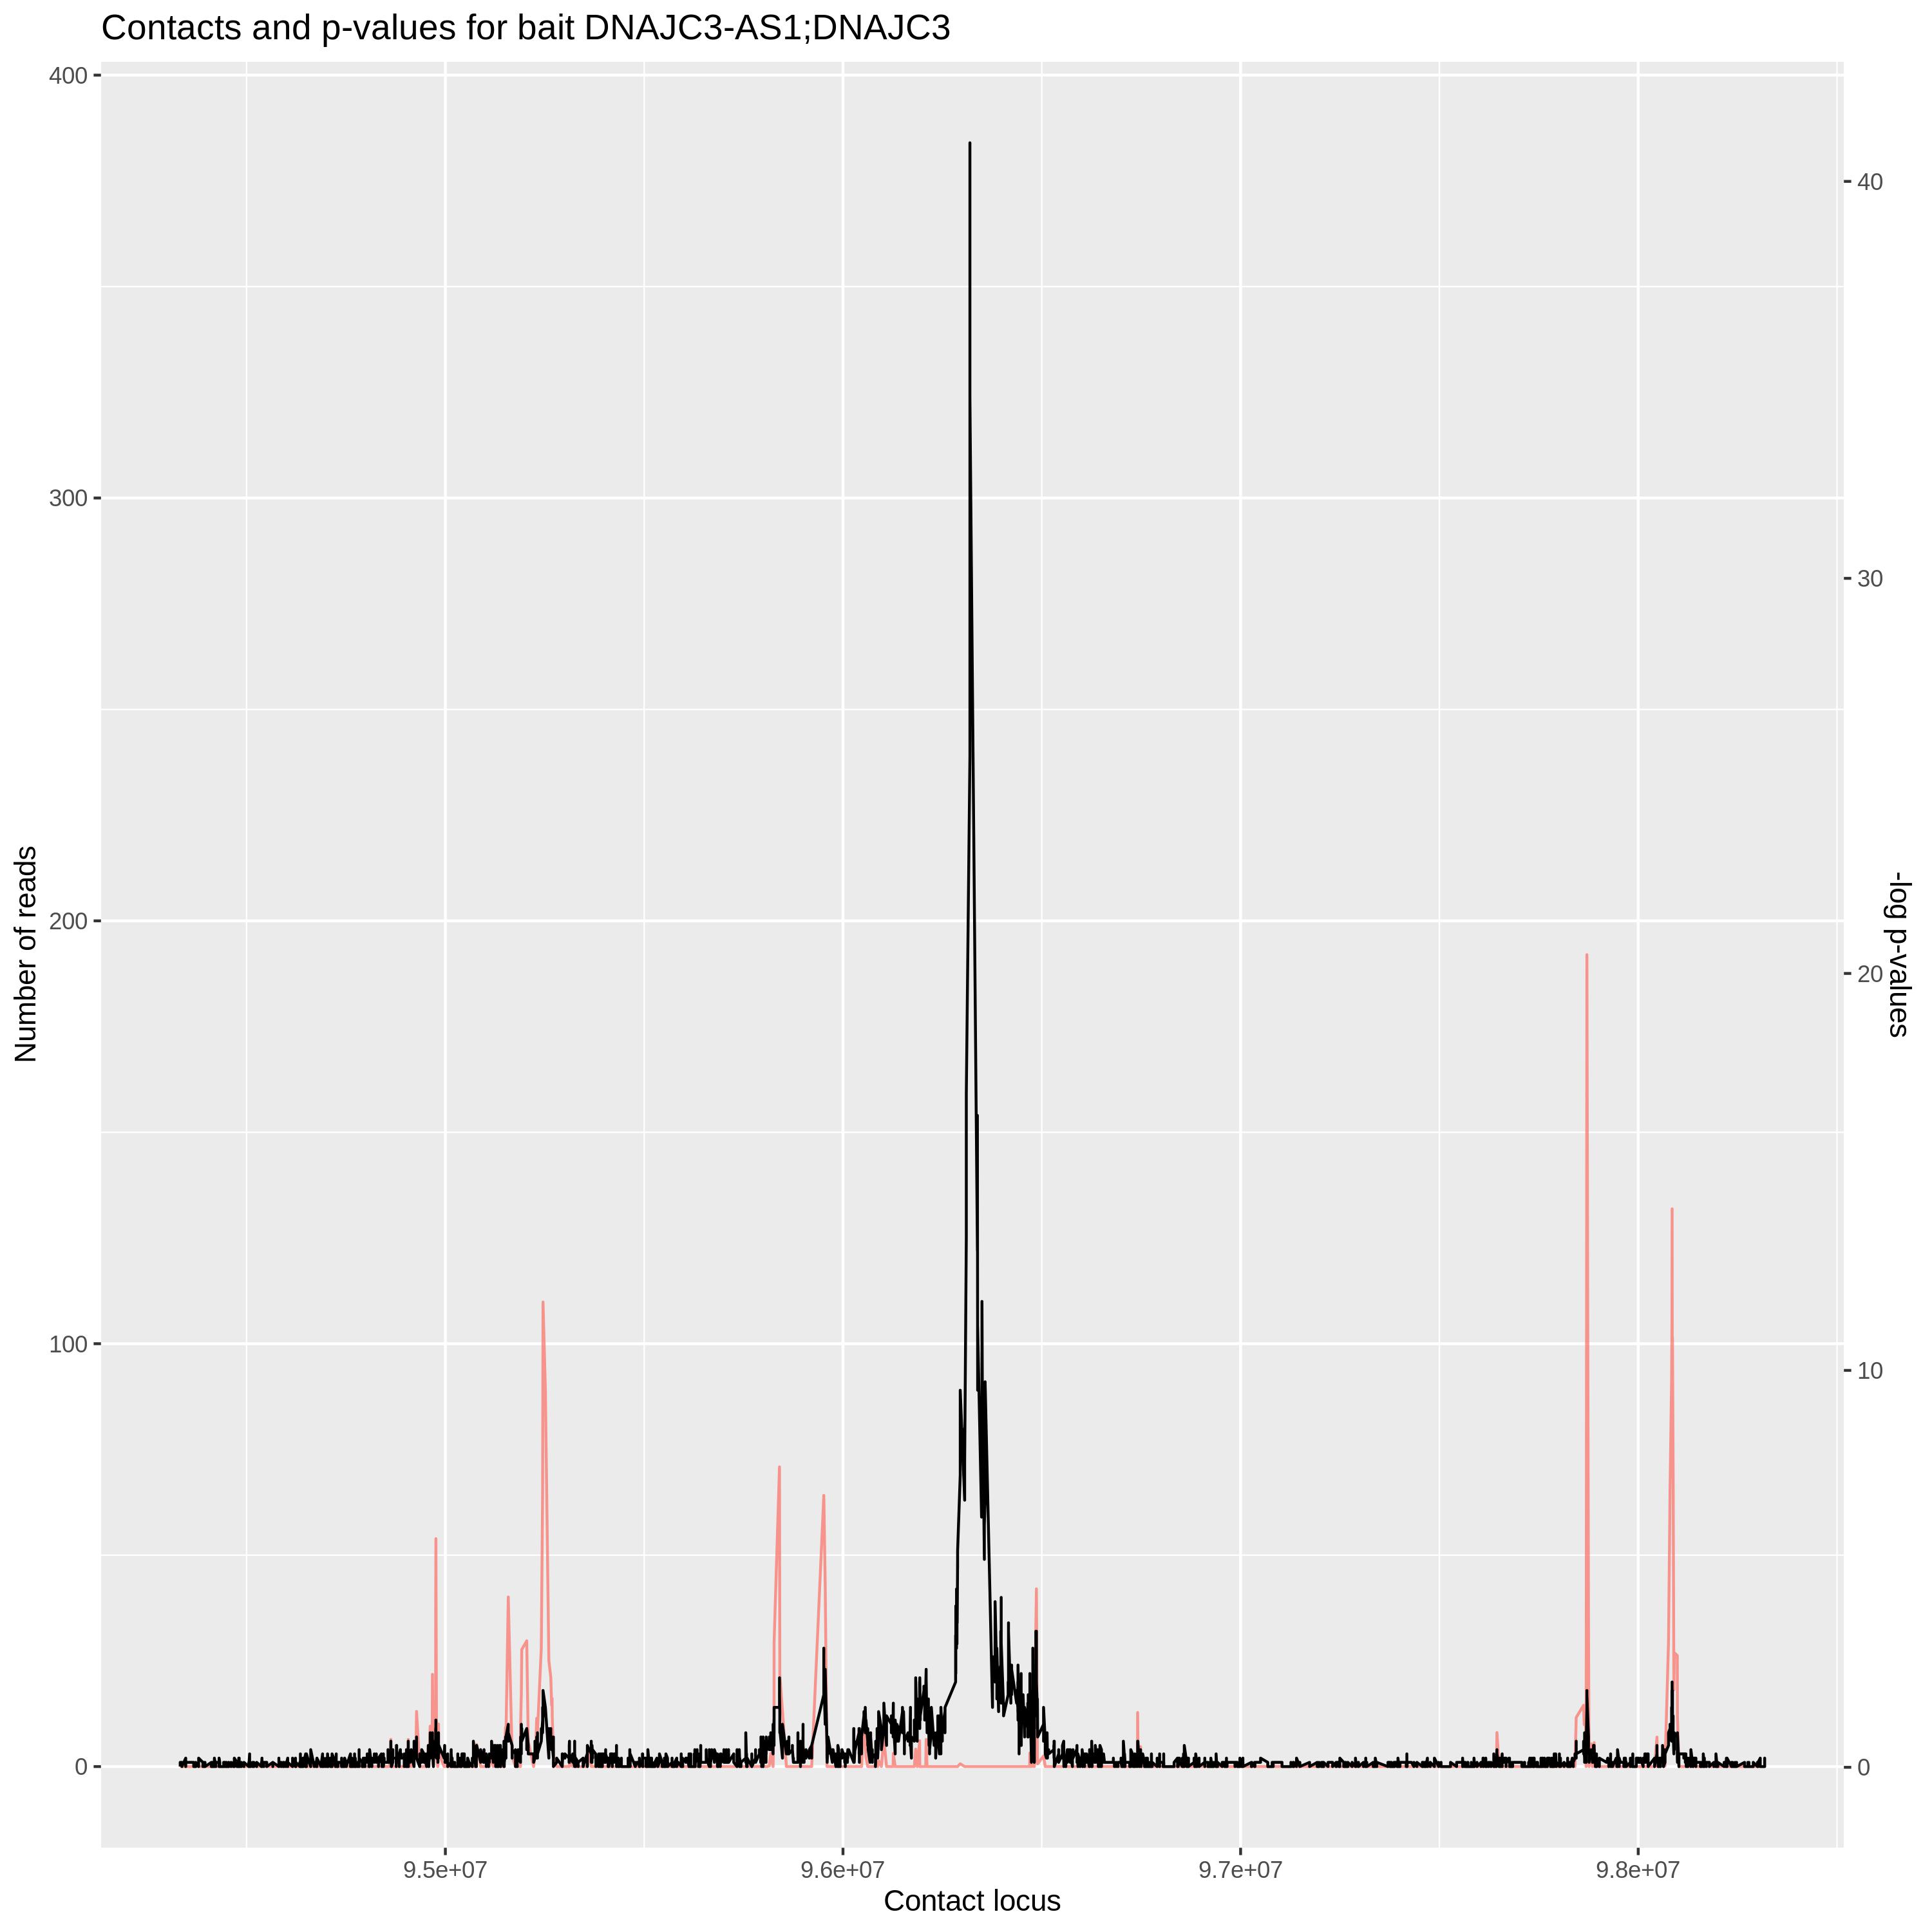 Contacts and p-values for bait DNAJC3-AS1;DNAJC3
400
300
200
100
0
Number of reads
40
30
20
10
0
-log p-values
9.5e+07 9.6e+07 9.7e+07 9.8e+07
Contact locus